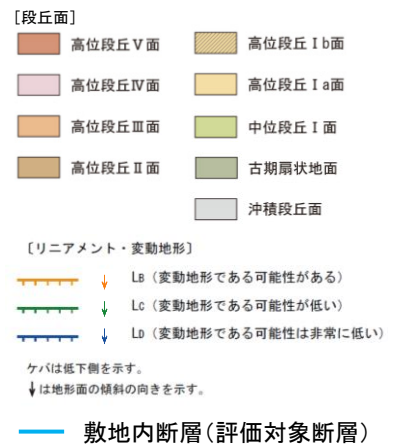 [段丘面]
高位段丘Ⅴ面
高位段丘Ⅰb面
高位段丘Ⅳ面
高位段丘Ⅰa面
高位段丘Ⅲ面
中位段丘Ⅰ面
高位段丘Ⅱ面
古期扇状地面
沖積段丘面
〔リニアメント・変動地形〕
LB（変動地形である可能性がある）
LC（変動地形である可能性が低い）
LD（変動地形である可能性は非常に低い）
ケバは低下側を示す。
↓は地形面の傾斜の向きを示す。
敷地内断層(評価対象断層)